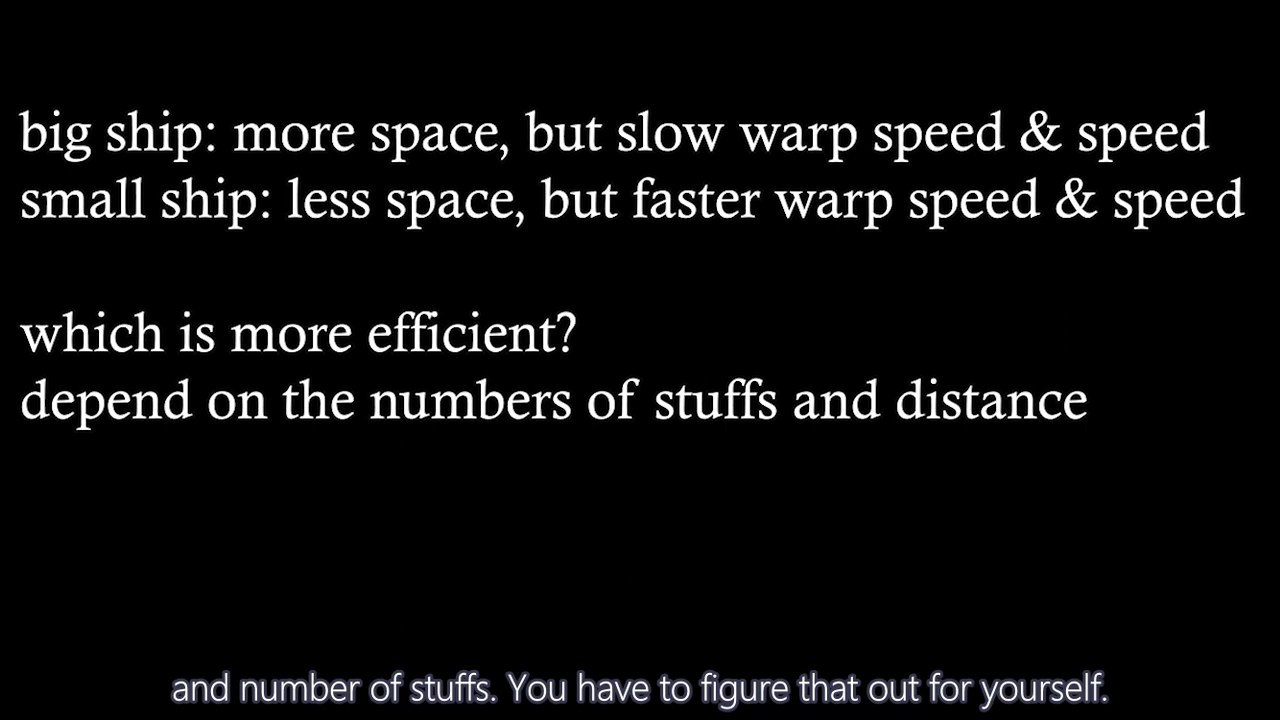 big ship: more space, but slow warp speed & speed
small ship: less space, but faster warp speed & speed
which is more efficient?
depend on the numbers of stuffs and distance
and number of stuffs. You have to figure that out for yourself.